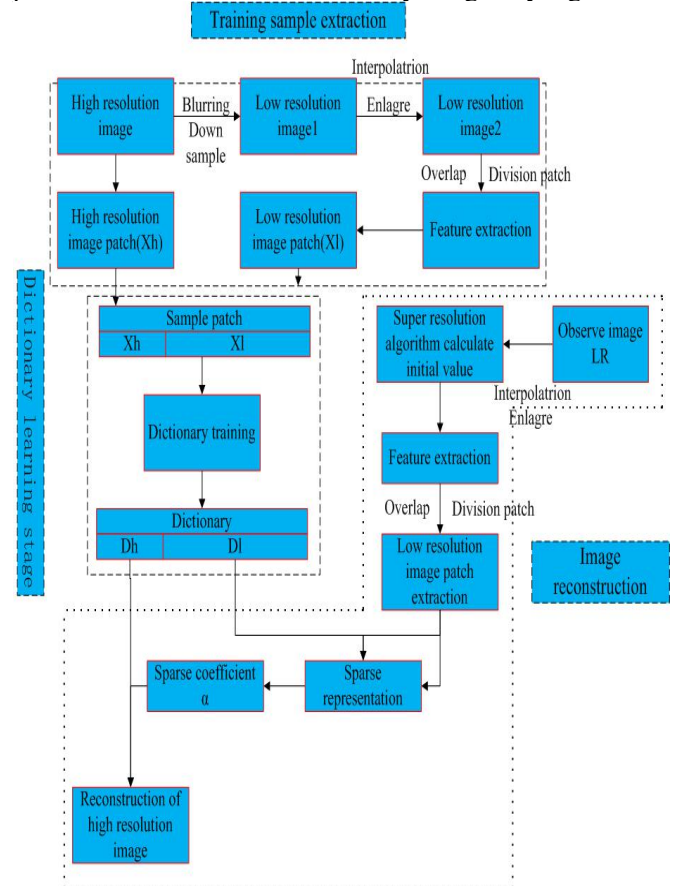 Training sample extraction
Interpolatrion
High resolution
image
Blurring
Down
sample
Low resolution
image1
Enlagre
Low resolution
image2
Overlap
Division patch
High resolution
image patch(Xh)
Low resolution
image patch(Xl)
Feature extraction
Dictionary learning stage
Sample patch
Xh
Xl
Super resolution
algorithm calculate
initial value
Observe image
LR
Interpolatrion
Enlagre
Dictionary training
Feature extraction
Overlap
Division patch
Dictionary
Dh
Dl
Low resolution
image patch
extraction
Image
reconstruction
Sparse coefficient
α
Sparse
representation
Reconstruction of
high resolution
image